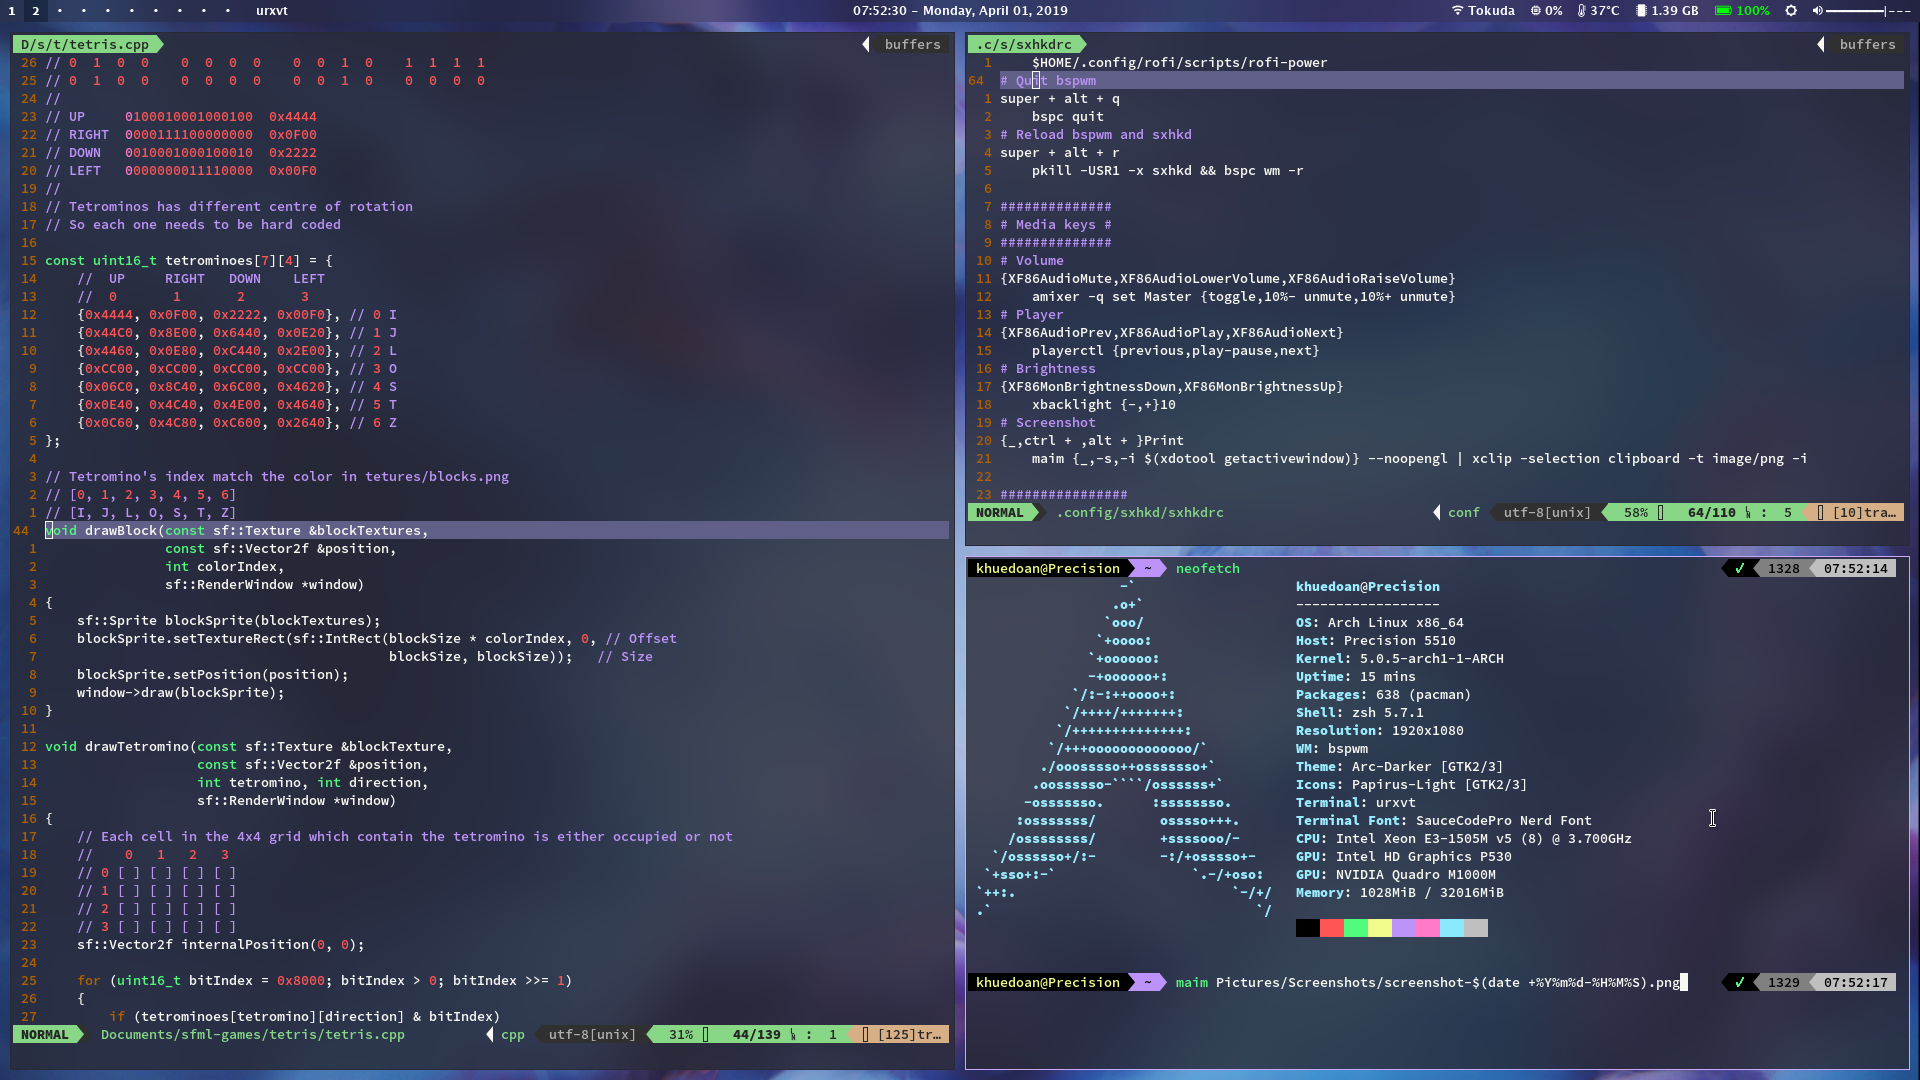 1 2 • • • • • • • • urxvt
07:52:30 – Monday, April 01, 2019
Tokuda 0% 37°C 1.39 GB 100%
D/s/t/tetris.cpp buffers
26 // 0 1 0 0 0 0 0 0 0 0 1 0 1 1 1 1
25 // 0 1 0 0 0 0 0 0 0 0 1 0 0 0 0 0
24 //
23 // UP 0100010001000100 0x4444
22 // RIGHT 0000111100000000 0x0F00
21 // DOWN 0010001000100010 0x2222
20 // LEFT 0000000011110000 0x00F0
19 //
18 // Tetrominos has different centre of rotation
17 // So each one needs to be hard coded
16
15 const uint16_t tetrominoes[7][4] = {
14 // UP RIGHT DOWN LEFT
13 // 0 1 2 3
12 {0x4444, 0x0F00, 0x2222, 0x00F0}, // 0 I
11 {0x44C0, 0x8E00, 0x6440, 0x0E20}, // 1 J
10 {0x4460, 0x0E80, 0xC440, 0x2E00}, // 2 L
9 {0xCC00, 0xCC00, 0xCC00, 0xCC00}, // 3 O
8 {0x06C0, 0x8C40, 0x6C00, 0x4620}, // 4 S
7 {0x0E40, 0x4C40, 0x4E00, 0x4640}, // 5 T
6 {0x0C60, 0x4C80, 0xC600, 0x2640}, // 6 Z
5 };
4
3 // Tetromino's index match the color in tetures/blocks.png
2 // [0, 1, 2, 3, 4, 5, 6]
1 // [I, J, L, O, S, T, Z]
44 void drawBlock(const sf::Texture &blockTextures,
1 const sf::Vector2f &position,
2 int colorIndex,
3 sf::RenderWindow *window)
4 {
5 sf::Sprite blockSprite(blockTextures);
6 blockSprite.setTextureRect(sf::IntRect(blockSize * colorIndex, 0, // Offset
7 blockSize, blockSize)); // Size
8 blockSprite.setPosition(position);
9 window->draw(blockSprite);
10 }
11
12 void drawTetromino(const sf::Texture &blockTexture,
13 const sf::Vector2f &position,
14 int tetromino, int direction,
15 sf::RenderWindow *window)
16 {
17 // Each cell in the 4x4 grid which contain the tetromino is either occupied or not
18 // 0 1 2 3
19 // 0 [ ] [ ] [ ] [ ]
20 // 1 [ ] [ ] [ ] [ ]
21 // 2 [ ] [ ] [ ] [ ]
22 // 3 [ ] [ ] [ ] [ ]
23 sf::Vector2f internalPosition(0, 0);
24
25 for (uint16_t bitIndex = 0x8000; bitIndex > 0; bitIndex >>= 1)
26 {
27 if (tetrominoes[tetromino][direction] & bitIndex)
NORMAL Documents/sfml-games/tetris/tetris.cpp cpp utf-8[unix] 31% 44/139 : 1 [125]tr…
.c/s/sxhkdrc buffers
1 $HOME/.config/rofi/scripts/rofi-power
64 # Quit bspwm
1 super + alt + q
2 bspc quit
3 # Reload bspwm and sxhkd
4 super + alt + r
5 pkill -USR1 -x sxhkd && bspc wm -r
6
7 ##############
8 # Media keys #
9 ##############
10 # Volume
11 {XF86AudioMute,XF86AudioLowerVolume,XF86AudioRaiseVolume}
12 amixer -q set Master {toggle,10%- unmute,10%+ unmute}
13 # Player
14 {XF86AudioPrev,XF86AudioPlay,XF86AudioNext}
15 playerctl {previous,play-pause,next}
16 # Brightness
17 {XF86MonBrightnessDown,XF86MonBrightnessUp}
18 xbacklight {-,+}10
19 # Screenshot
20 {_,ctrl + ,alt + }Print
21 maim {_,-s,-i $(xdotool getactivewindow)} --noopengl | xclip -selection clipboard -t image/png -i
22
23 ################
NORMAL .config/sxhkd/sxhkdrc conf utf-8[unix] 58% 64/110 : 5 [10]tra…
khuedoan@Precision ~ neofetch ✓ 1328 07:52:14
-`
.o+`
`ooo/
`+oooo:
`+oooooo:
-+oooooo+:
`/:-:++oooo+:
`/++++/+++++++:
`/++++++++++++++:
`/+++ooooooooooooo/`
./ooosssso++osssssso+`
.oossssso-````/ossssss+`
-osssssso. :ssssssso.
:osssssss/ osssso+++.
/ossssssss/ +ssssooo/-
`/ossssso+/:- -:/+osssso+-
`+sso+:-` `.-/+oso:
`++:. `-/+/
.` `/
khuedoan@Precision
------------------
OS: Arch Linux x86_64
Host: Precision 5510
Kernel: 5.0.5-arch1-1-ARCH
Uptime: 15 mins
Packages: 638 (pacman)
Shell: zsh 5.7.1
Resolution: 1920x1080
WM: bspwm
Theme: Arc-Darker [GTK2/3]
Icons: Papirus-Light [GTK2/3]
Terminal: urxvt
Terminal Font: SauceCodePro Nerd Font
CPU: Intel Xeon E3-1505M v5 (8) @ 3.700GHz
GPU: Intel HD Graphics P530
GPU: NVIDIA Quadro M1000M
Memory: 1028MiB / 32016MiB
khuedoan@Precision ~ maim Pictures/Screenshots/screenshot-$(date +%Y%m%d-%H%M%S).png ✓ 1329 07:52:17